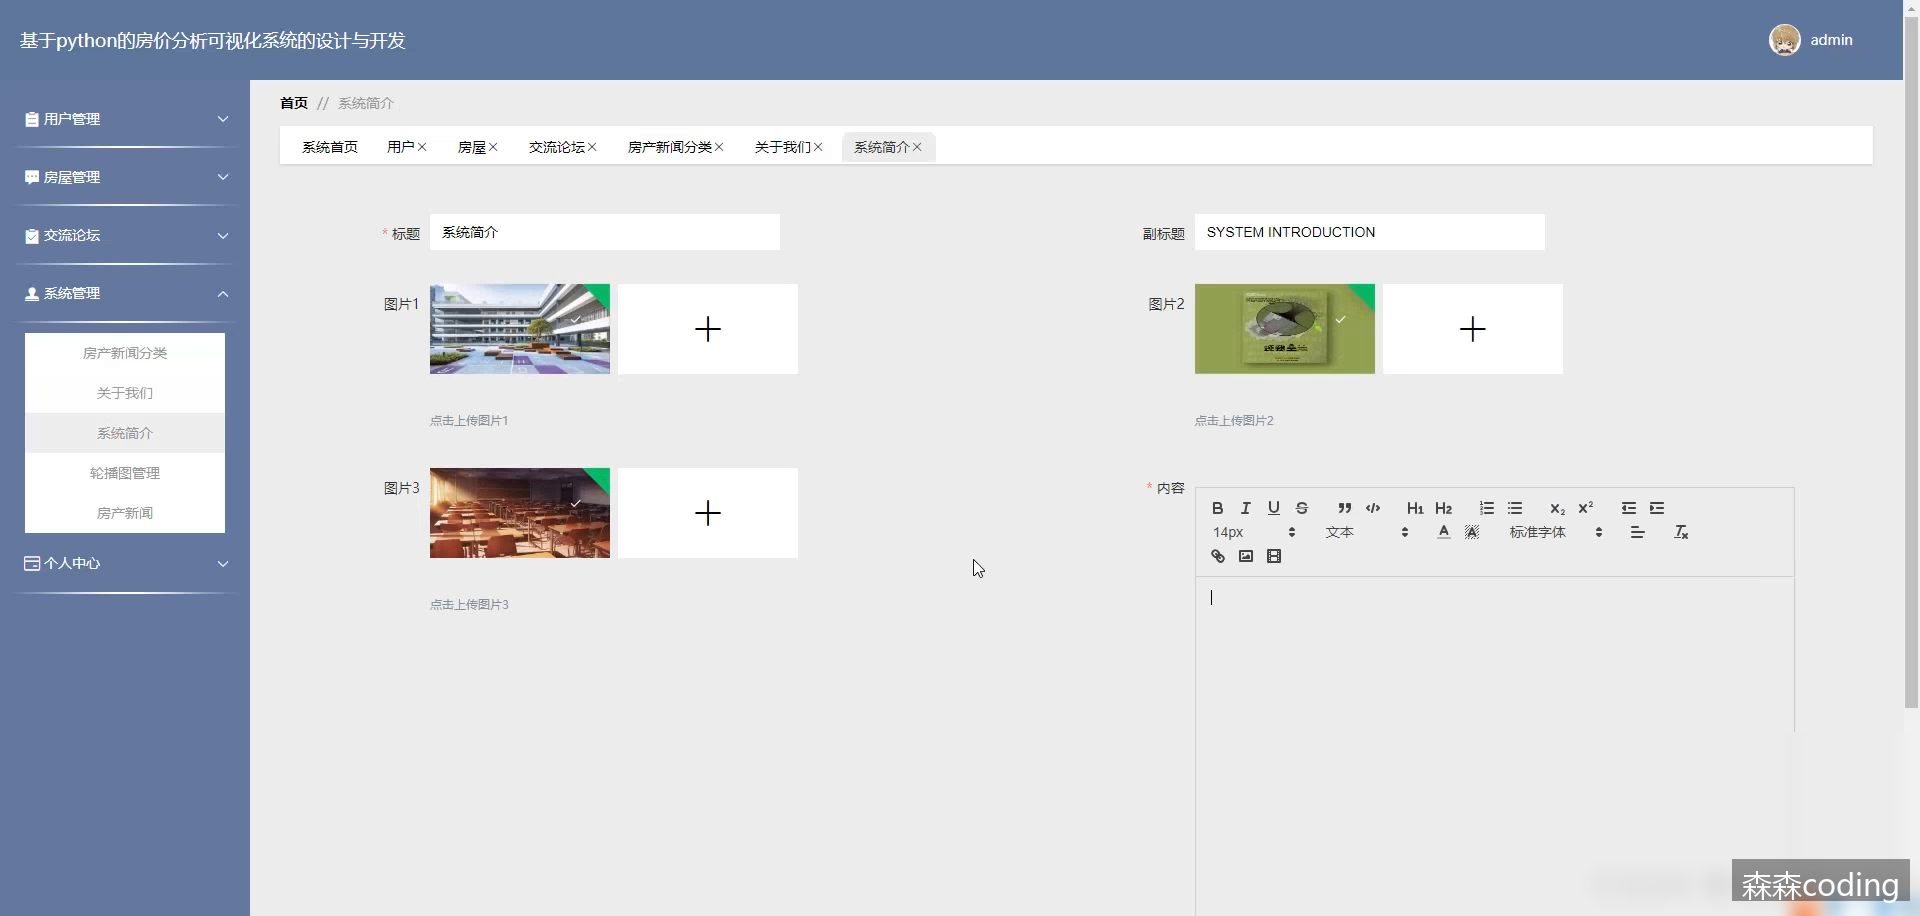 基于python的房价分析可视化系统的设计与开发
admin
用户管理
房屋管理
交流论坛
系统管理
房产新闻分类
关于我们
系统简介
轮播图管理
房产新闻
个人中心
首页 // 系统简介
系统首页 用户 房屋 交流论坛 房产新闻分类 关于我们 系统简介
* 标题 系统简介
副标题 SYSTEM INTRODUCTION
图片1
图片2
点击上传图片1
点击上传图片2
图片3
* 内容
B I U S H1 H2 X2 X2
14px 文本 A A 标准字体
点击上传图片3
森森coding